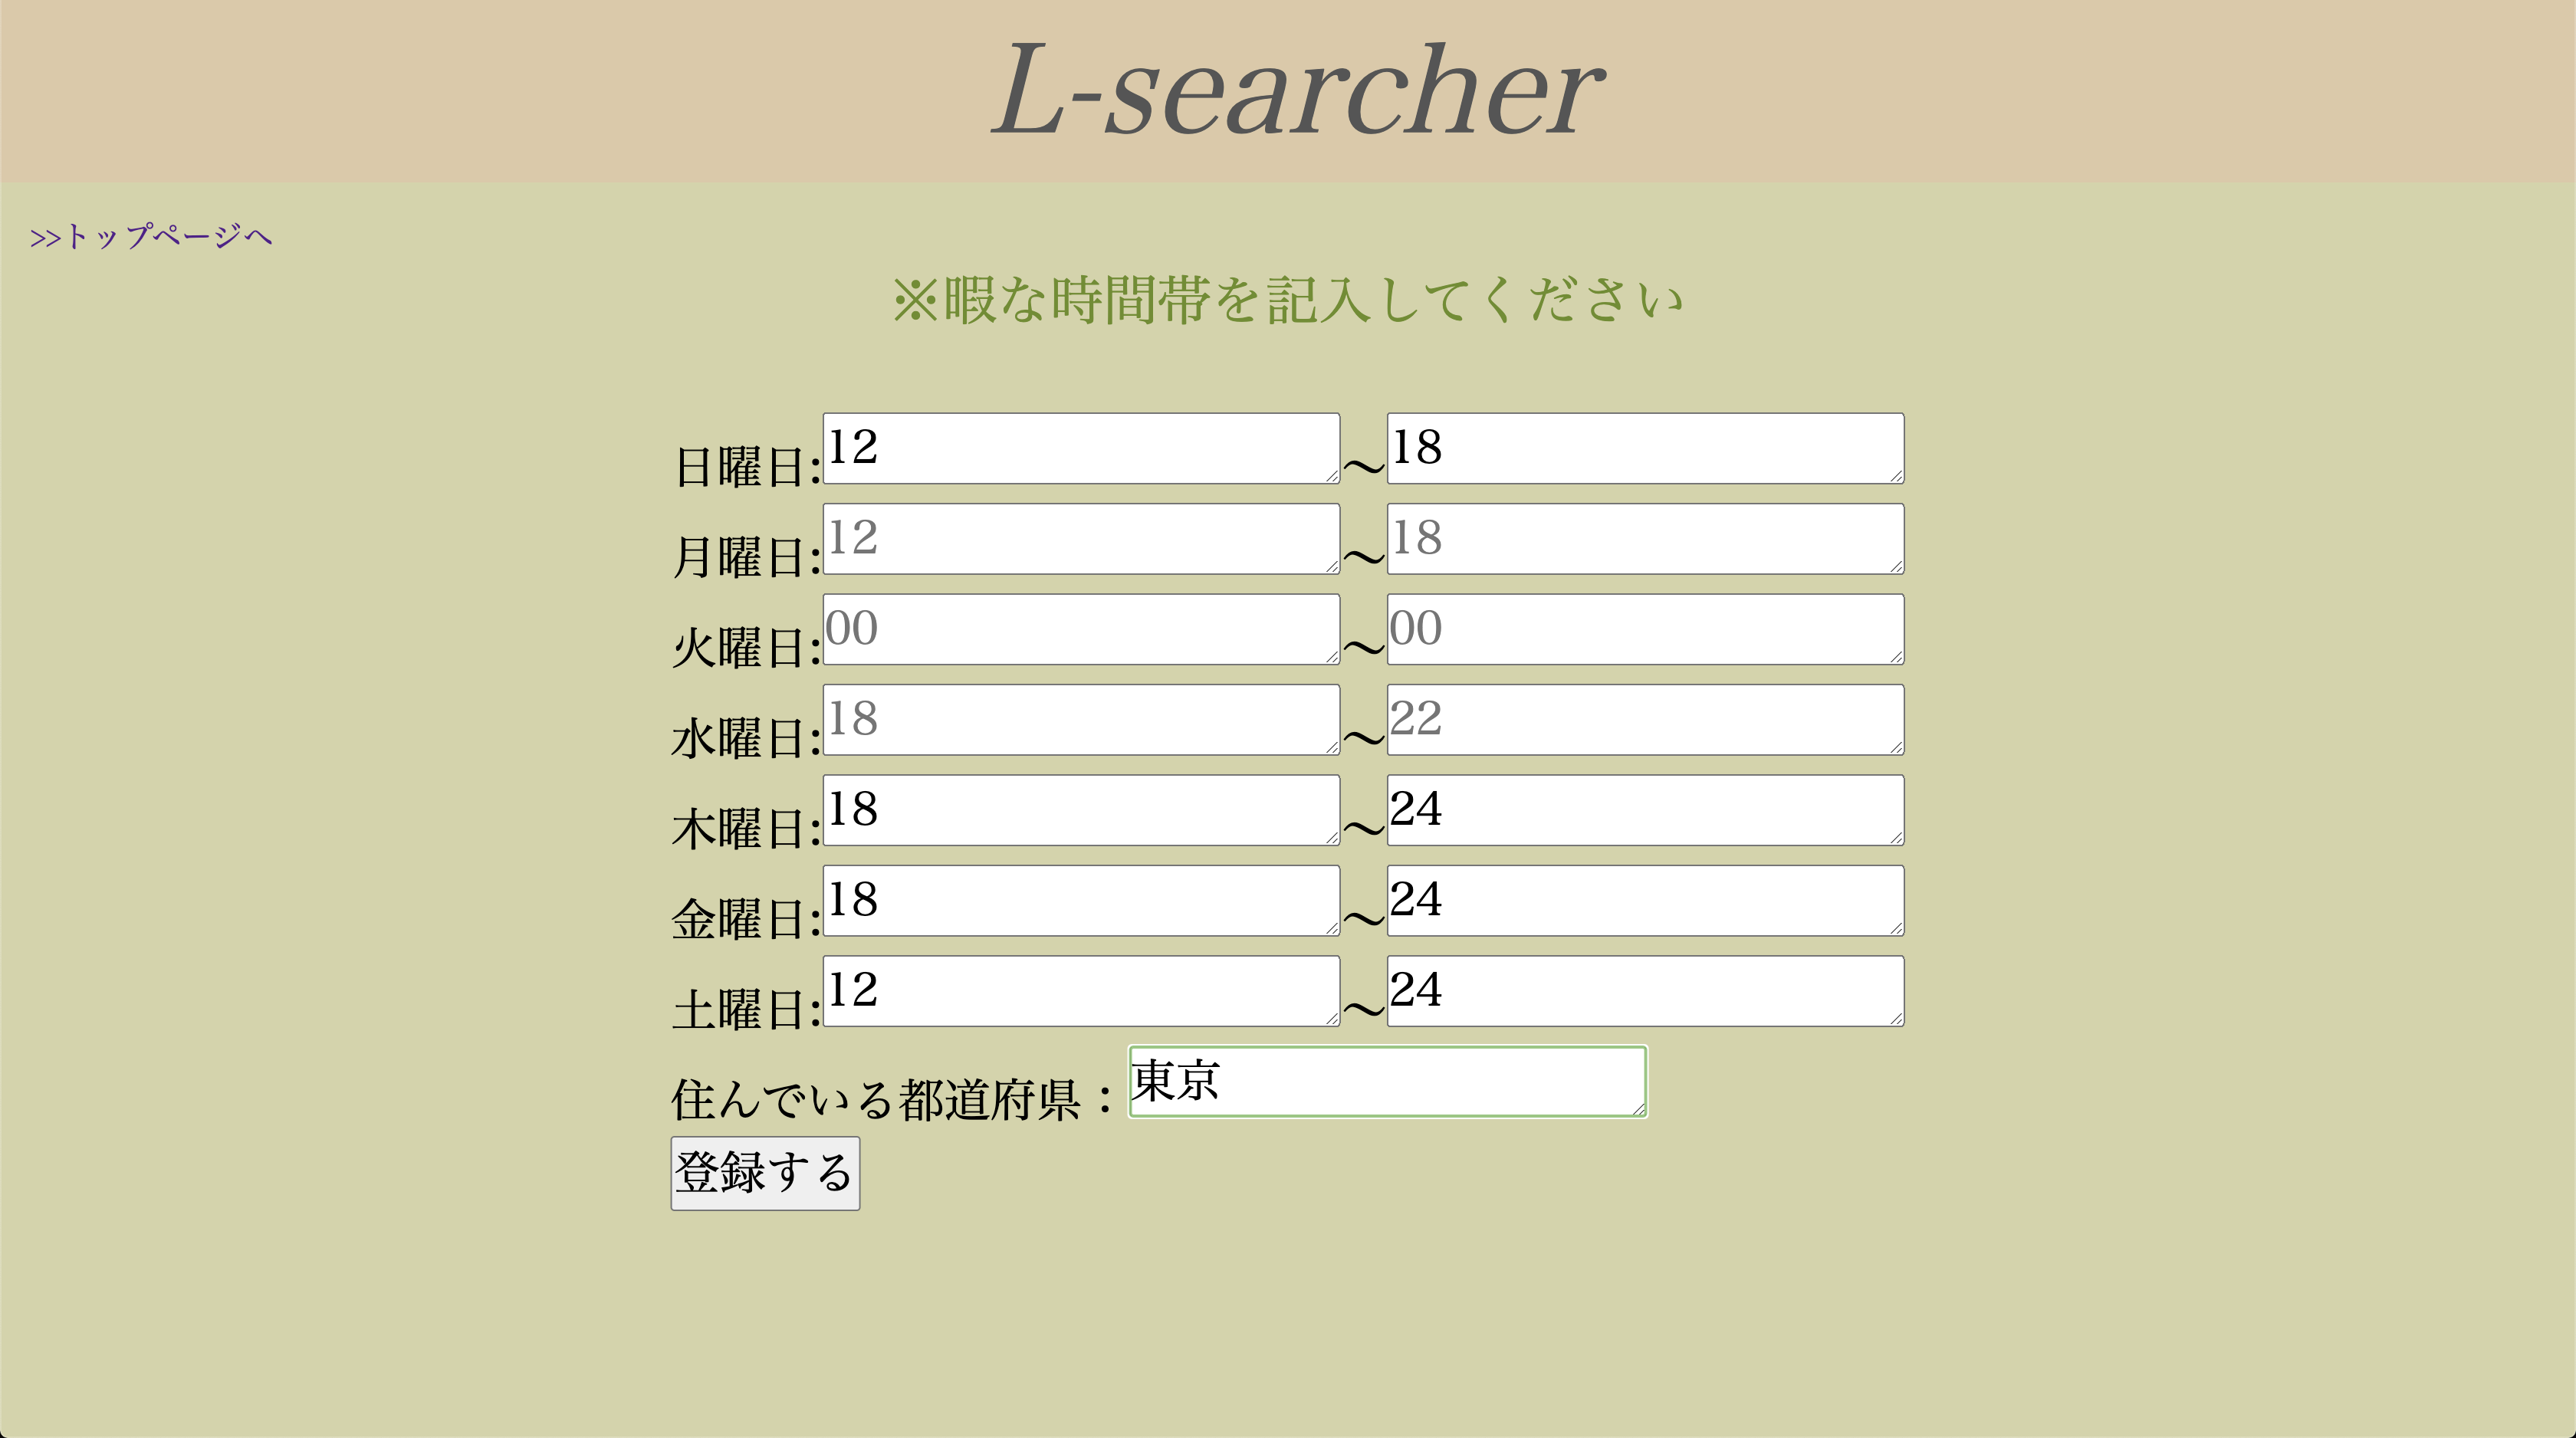 L-searcher
>>トップページへ
※暇な時間帯を記入してください
日曜日:12～18
月曜日:12～18
火曜日:00～00
水曜日:18～22
木曜日:18～24
金曜日:18～24
土曜日:12～24
住んでいる都道府県：東京
登録する